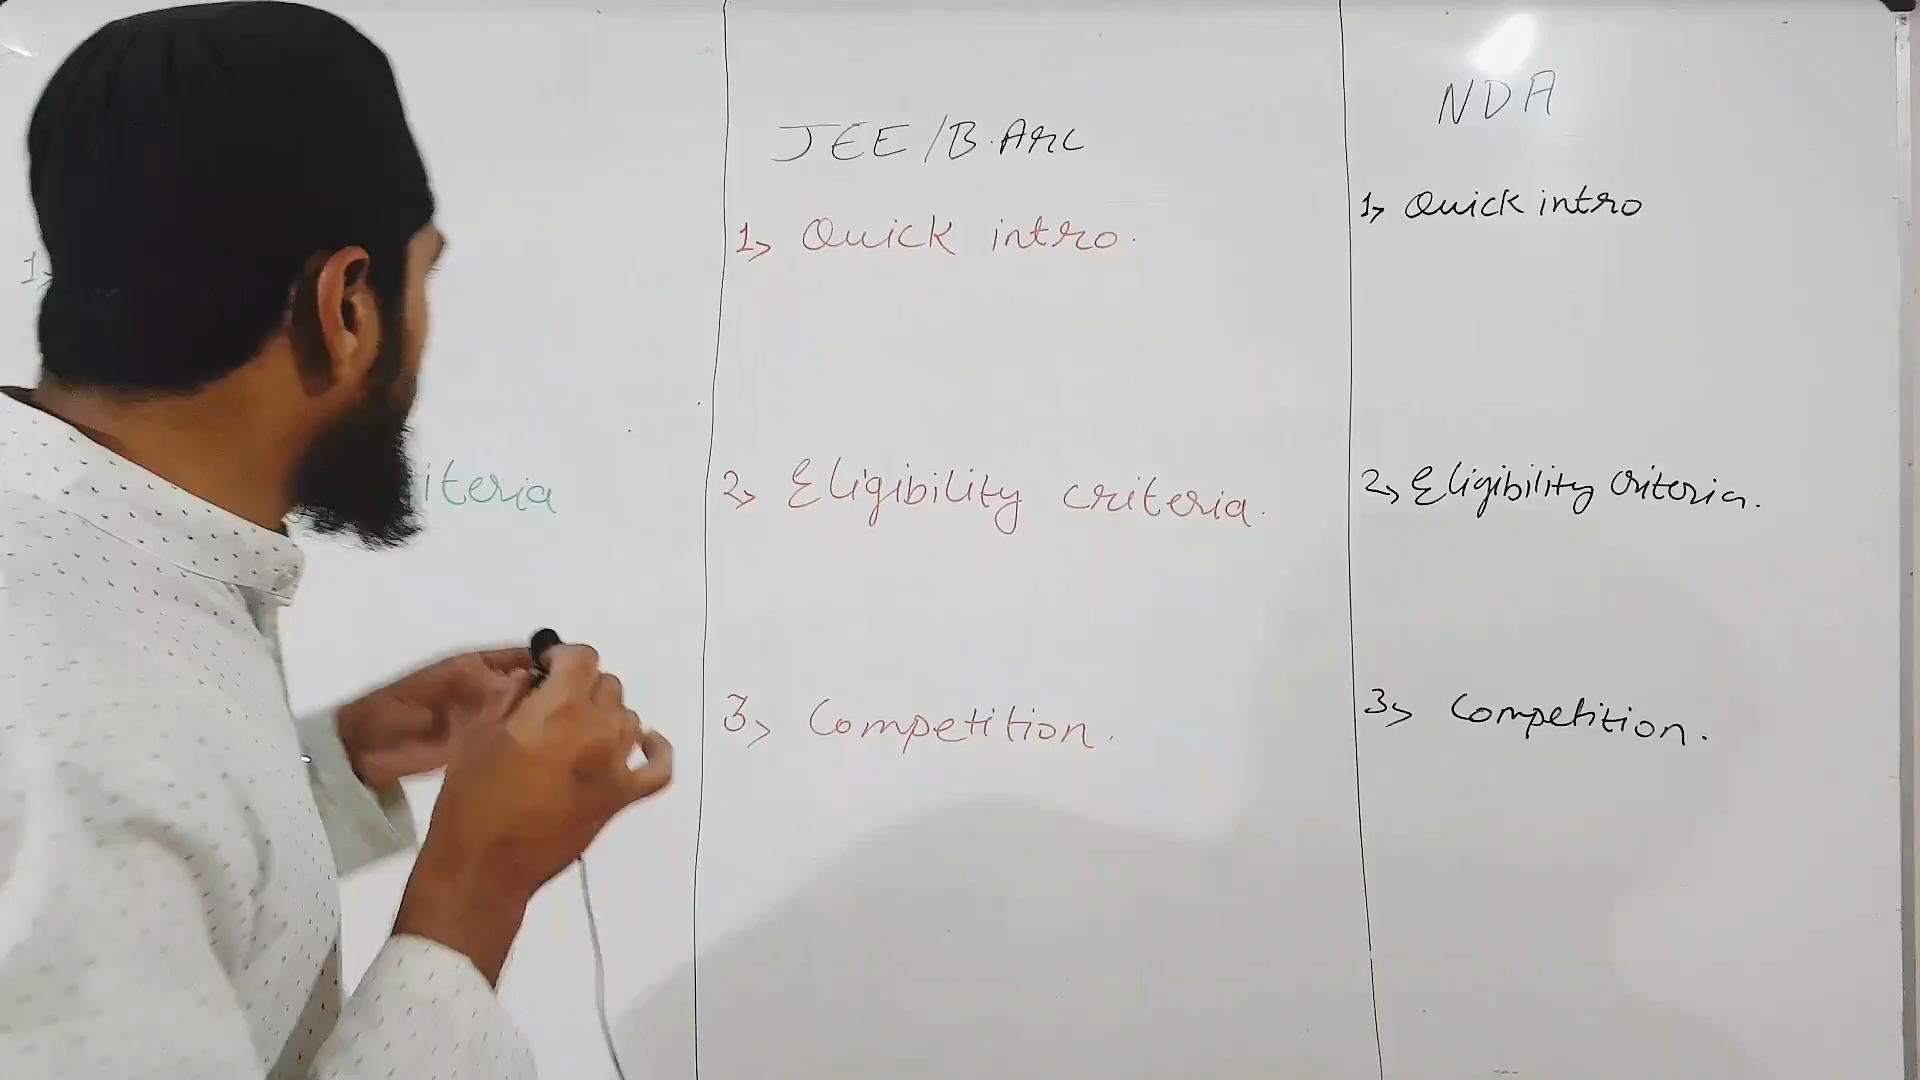 1>
iteria
JEE/B.Arc
1> Quick intro.
2> Eligibility criteria.
3> Competition.
NDA
1> Quick intro
2> Eligibility criteria.
3> Competition.